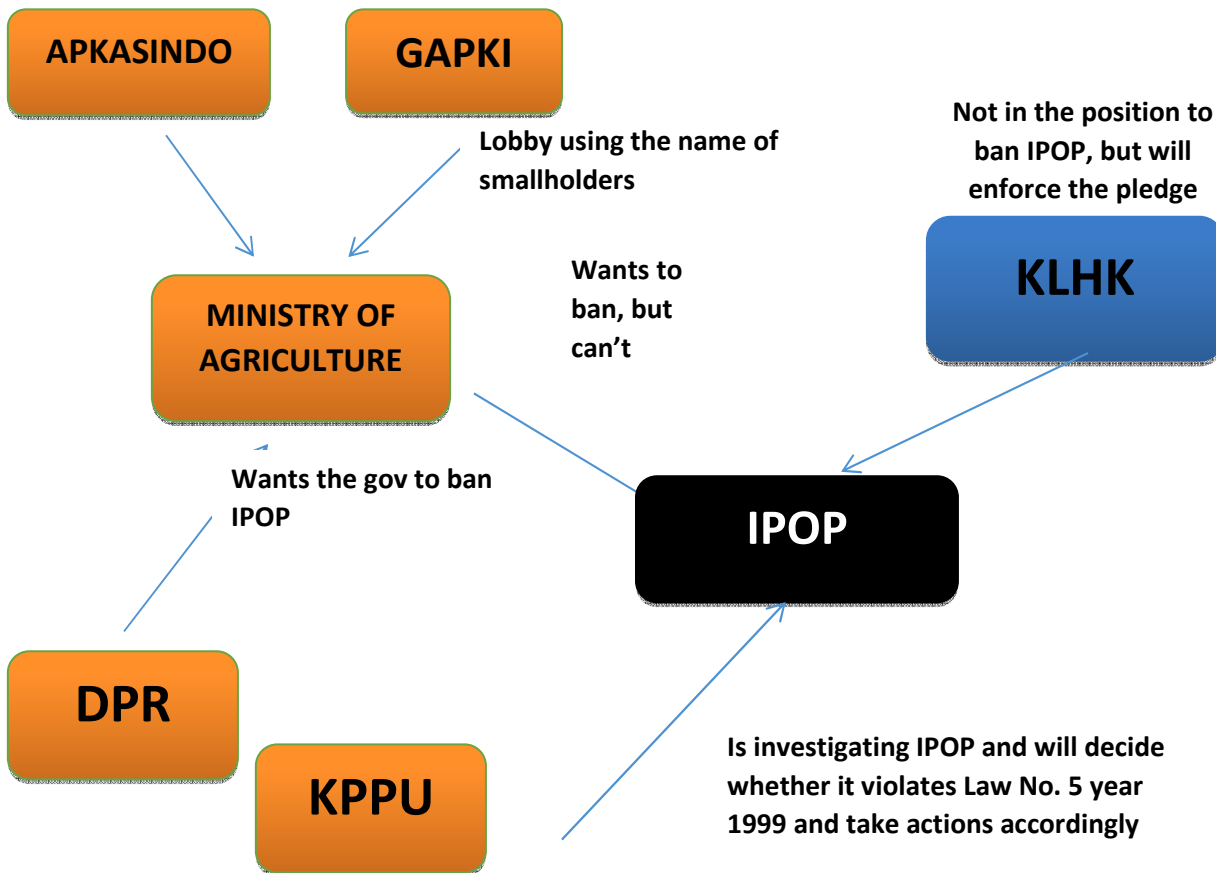 APKASINDO
GAPKI
Lobby using the name of
smallholders
Not in the position to
ban IPOP, but will
enforce the pledge
KLHK
MINISTRY OF
AGRICULTURE
Wants to
ban, but
can’t
Wants the gov to ban
IPOP
IPOP
DPR
KPPU
Is investigating IPOP and will decide
whether it violates Law No. 5 year
1999 and take actions accordingly